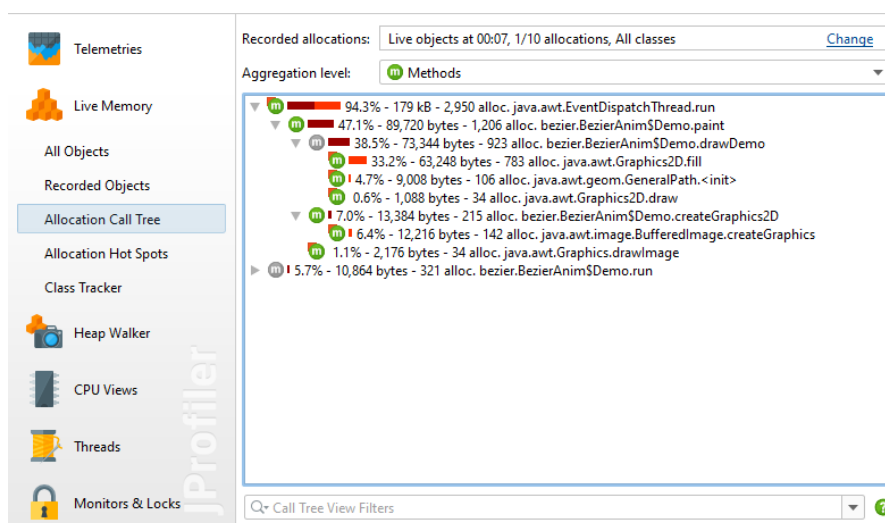 Telemetries
Live Memory
All Objects
Recorded Objects
Allocation Call Tree
Allocation Hot Spots
Class Tracker
Heap Walker
CPU Views
Threads
Monitors & Locks
JProfiler
Recorded allocations: Live objects at 00:07, 1/10 allocations, All classes Change
Aggregation level: m Methods
m 94.3% - 179 kB - 2,950 alloc. java.awt.EventDispatchThread.run
m 47.1% - 89,720 bytes - 1,206 alloc. bezier.BezierAnim$Demo.paint
m 38.5% - 73,344 bytes - 923 alloc. bezier.BezierAnim$Demo.drawDemo
m 33.2% - 63,248 bytes - 783 alloc. java.awt.Graphics2D.fill
m 4.7% - 9,008 bytes - 106 alloc. java.awt.geom.GeneralPath.<init>
m 0.6% - 1,088 bytes - 34 alloc. java.awt.Graphics2D.draw
m 7.0% - 13,384 bytes - 215 alloc. bezier.BezierAnim$Demo.createGraphics2D
m 6.4% - 12,216 bytes - 142 alloc. java.awt.image.BufferedImage.createGraphics
m 1.1% - 2,176 bytes - 34 alloc. java.awt.Graphics.drawImage
m 5.7% - 10,864 bytes - 321 alloc. bezier.BezierAnim$Demo.run
Call Tree View Filters
?